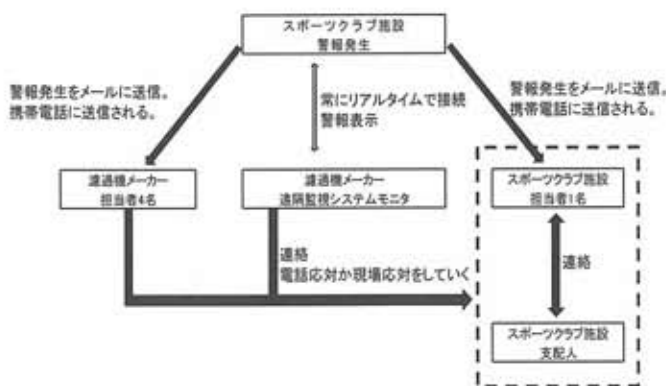 スポーツクラブ施設
警報発生
警報発生をメールに送信。
携帯電話に送信される。
常にリアルタイムで接続
警報表示
警報発生をメールに送信。
携帯電話に送信される。
濾過機メーカー
担当者4名
濾過機メーカー
遠隔監視システムモニタ
スポーツクラブ施設
担当者1名
連絡
電話応対か現場応対をしていく
連絡
スポーツクラブ施設
支配人